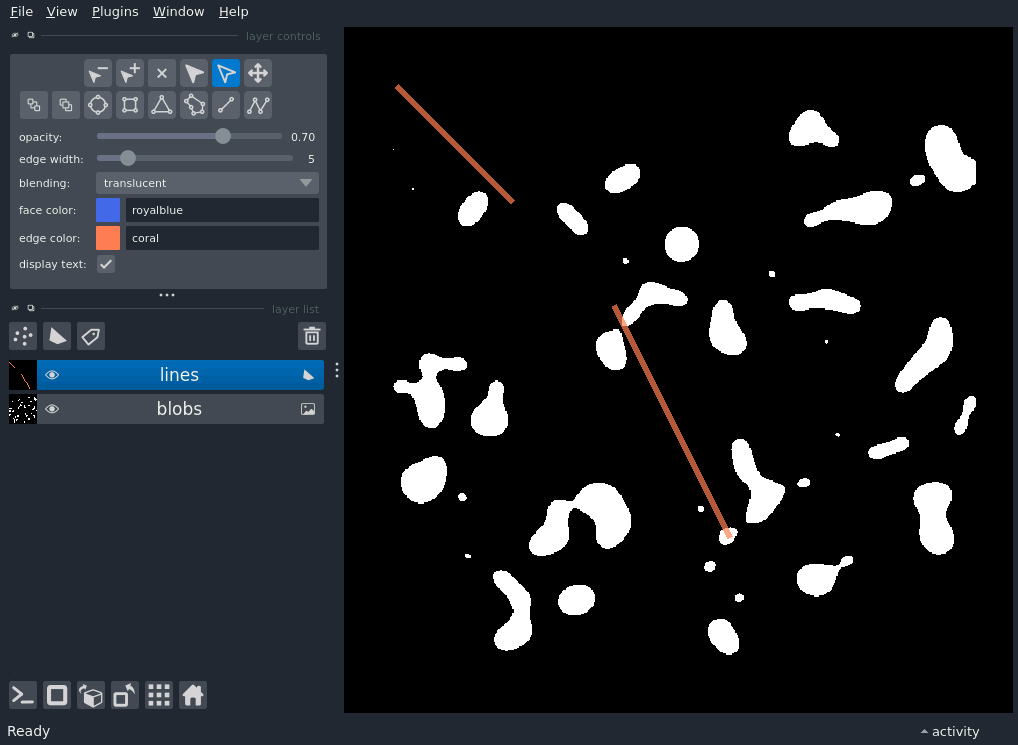 File View Plugins Window Help
layer controls
opacity: 0.70
edge width: 5
blending: translucent
face color: royalblue
edge color: coral
display text:
layer list
lines
blobs
Ready activity